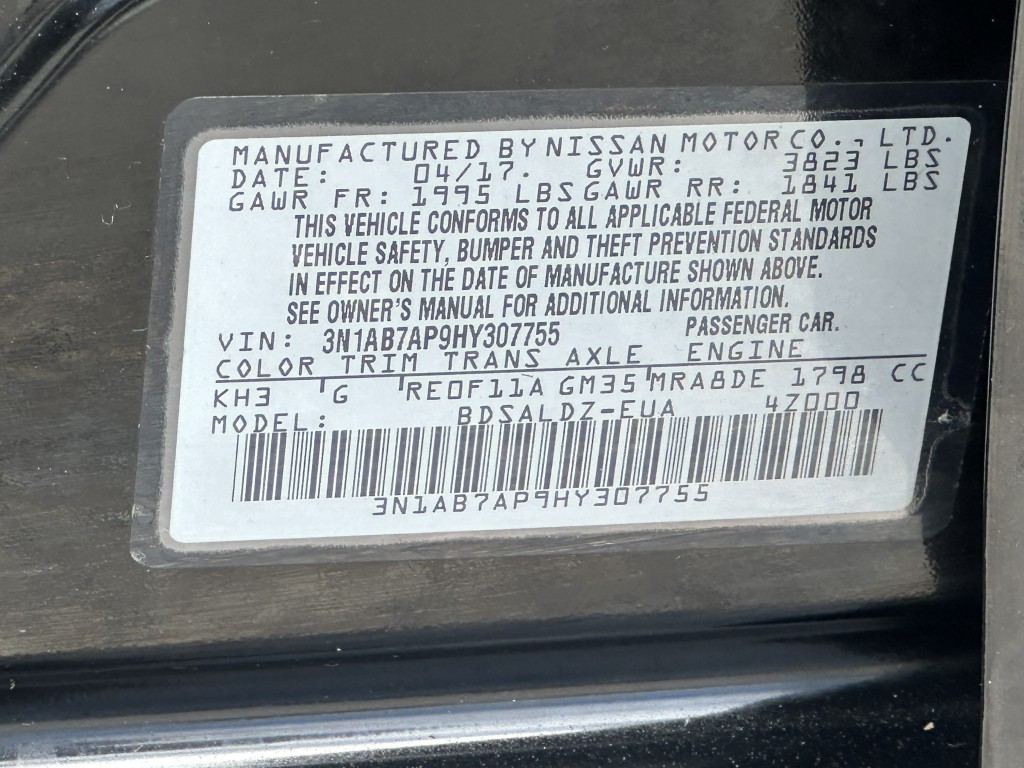 MANUFACTURED BY NISSAN MOTOR CO., LTD.
DATE: 04/17. GVWR: 3823 LBS
GAWR FR: 1995 LBS GAWR RR: 1841 LBS
THIS VEHICLE CONFORMS TO ALL APPLICABLE FEDERAL MOTOR
VEHICLE SAFETY, BUMPER AND THEFT PREVENTION STANDARDS
IN EFFECT ON THE DATE OF MANUFACTURE SHOWN ABOVE.
SEE OWNER'S MANUAL FOR ADDITIONAL INFORMATION.
VIN: 3N1AB7AP9HY307755 PASSENGER CAR.
COLOR TRIM TRANS AXLE ENGINE
KH3 G RE0F11A GM35 MRA8DE 1798 CC
MODEL: BDSALDZ-EUA 4Z000
3N1AB7AP9HY307755